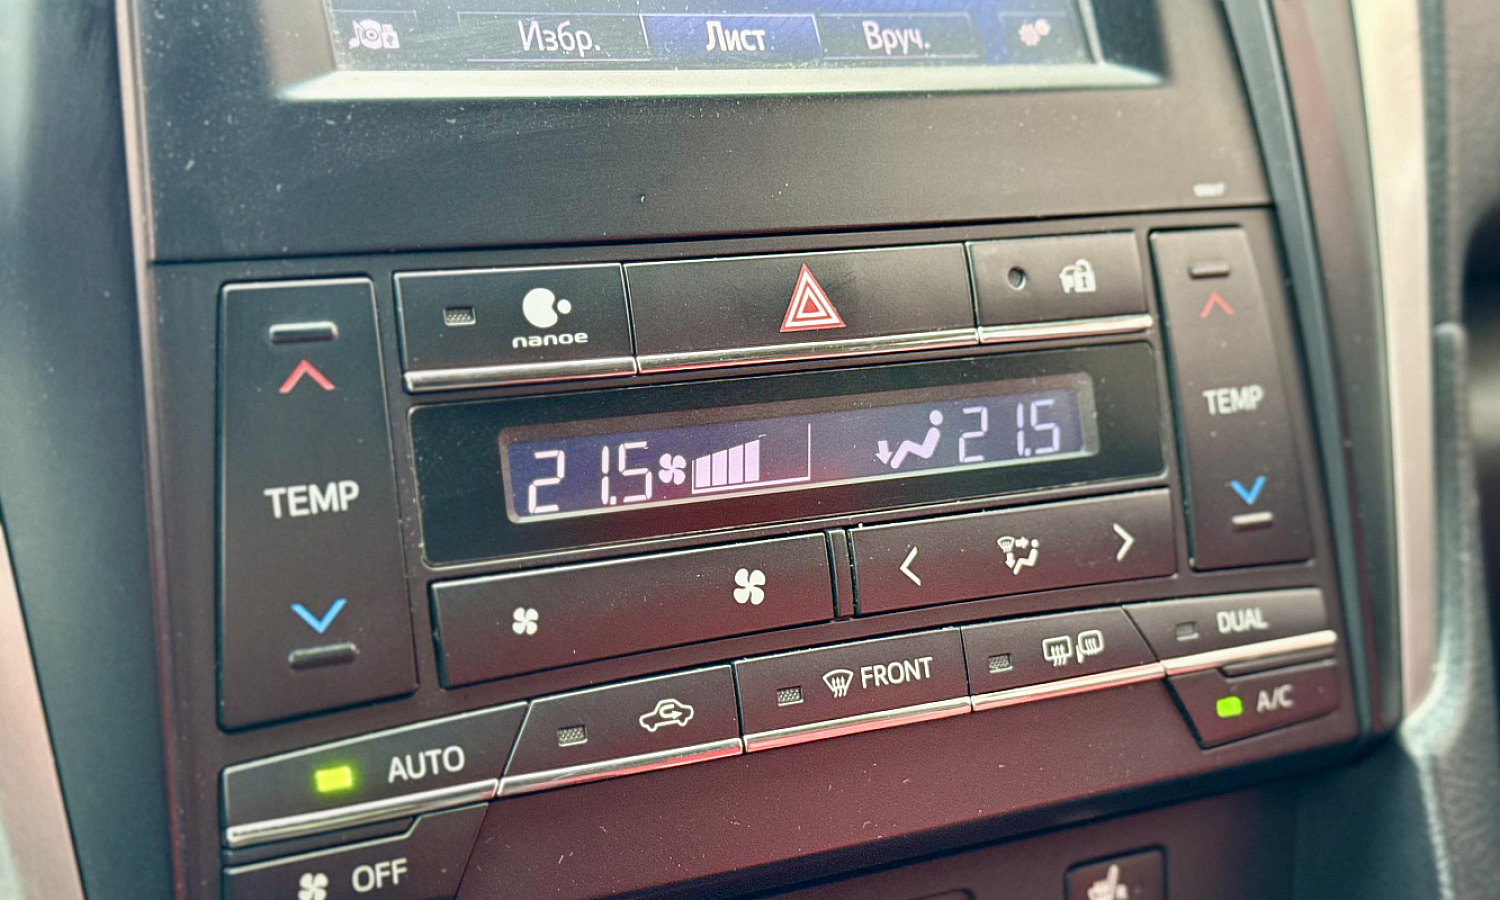 Избр. Лист Вруч.
nanoe
TEMP
21.5 21.5
TEMP
FRONT
DUAL
AUTO
A/C
OFF